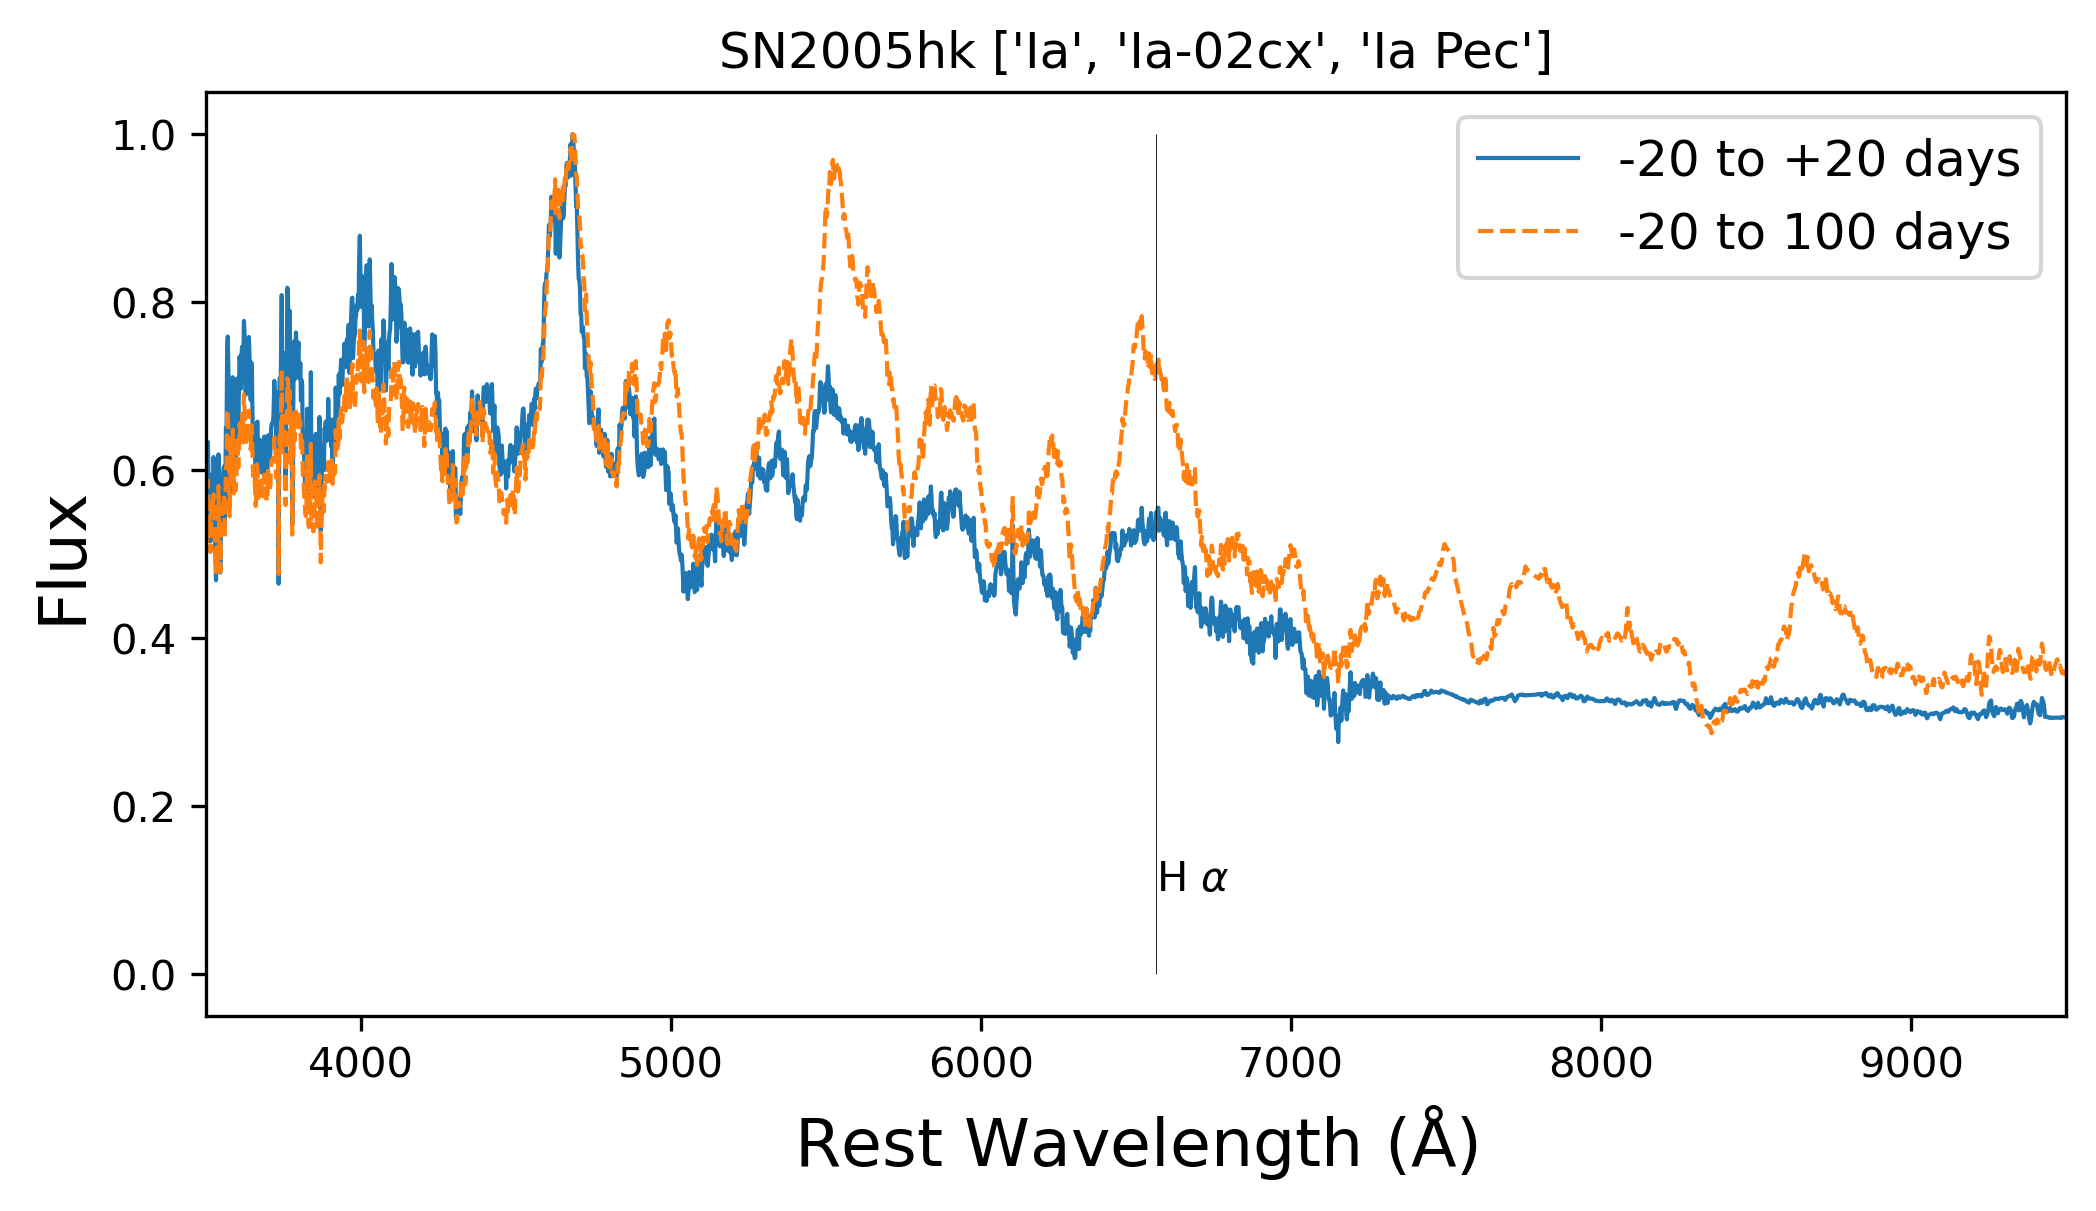 SN2005hk ['Ia', 'Ia-02cx', 'Ia Pec']
-20 to +20 days
-20 to 100 days
1.0
0.8
0.6
0.4
0.2
0.0
Flux
H α
4000 5000 6000 7000 8000 9000
Rest Wavelength (Å)